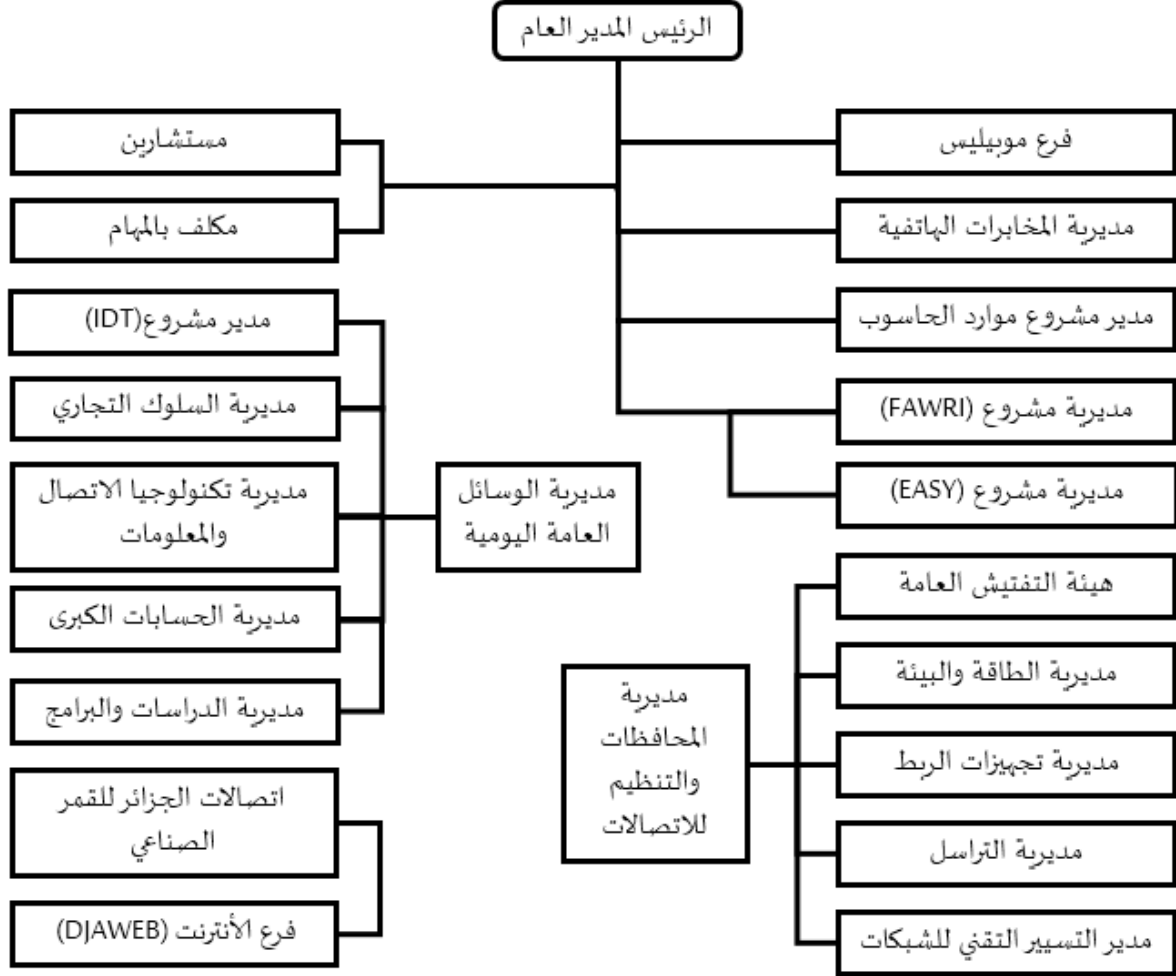 الرئيس المدير العام
فرع موبيليس
مديرية المخابرات الهاتفية
مدير مشروع موارد الحاسوب
مديرية مشروع (FAWRI)
مديرية مشروع (EASY)
مستشارين
مكلف بالمهام
مدير مشروع(IDT)
مديرية السلوك التجاري
مديرية تكنولوجيا الاتصال
والمعلومات
مديرية الحسابات الكبرى
مديرية الدراسات والبرامج
مديرية الوسائل
العامة اليومية
هيئة التفتيش العامة
مديرية الطاقة والبيئة
مديرية تجهيزات الربط
مديرية التراسل
مدير التسيير التقني للشبكات
مديرية
المحافظات
والتنظيم
للاتصالات
اتصالات الجزائر للقمر
الصناعي
فرع الأنترنت (DJAWEB)